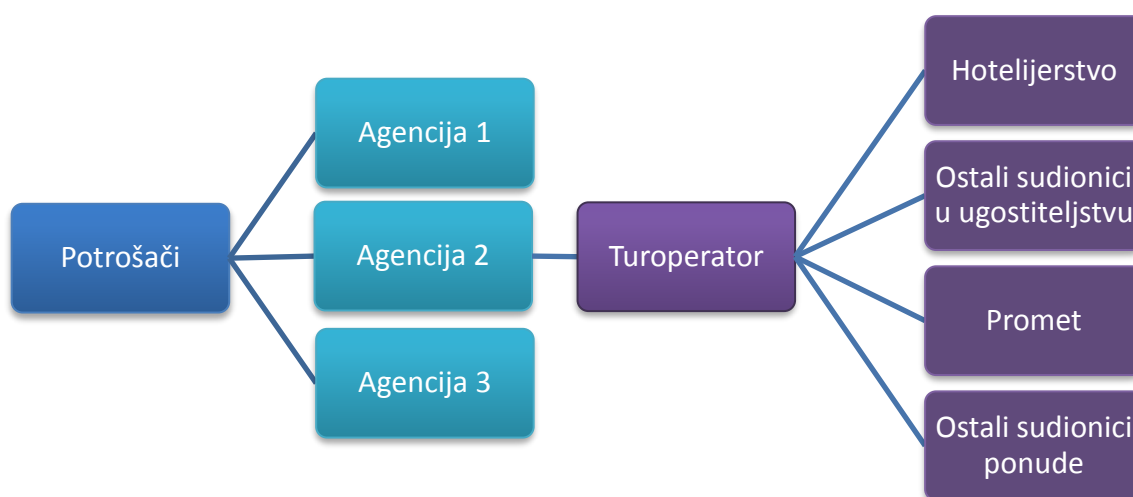 Potrošači
Agencija 1
Agencija 2
Agencija 3
Turoperator
Hotelijerstvo
Ostali sudionici
u ugostiteljstvu
Promet
Ostali sudionici
ponude